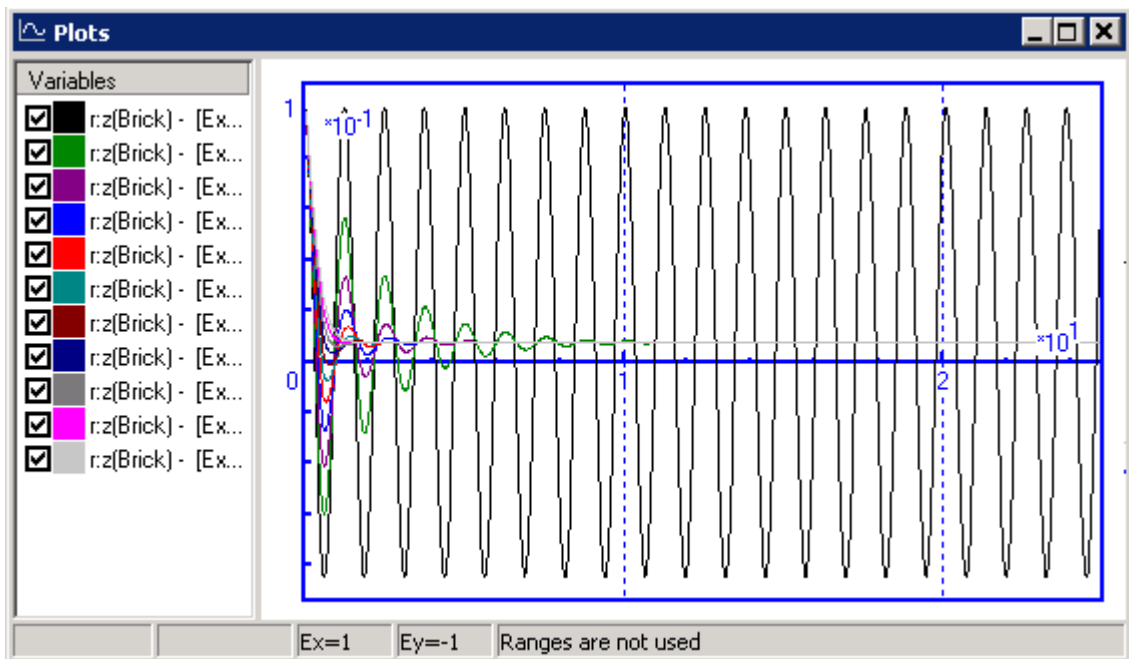 Plots
Variables
r:z(Brick) - [Ex...
r:z(Brick) - [Ex...
r:z(Brick) - [Ex...
r:z(Brick) - [Ex...
r:z(Brick) - [Ex...
r:z(Brick) - [Ex...
r:z(Brick) - [Ex...
r:z(Brick) - [Ex...
r:z(Brick) - [Ex...
r:z(Brick) - [Ex...
r:z(Brick) - [Ex...
1
*10-1
*101
0
1
2
Ex=1
Ey=-1
Ranges are not used